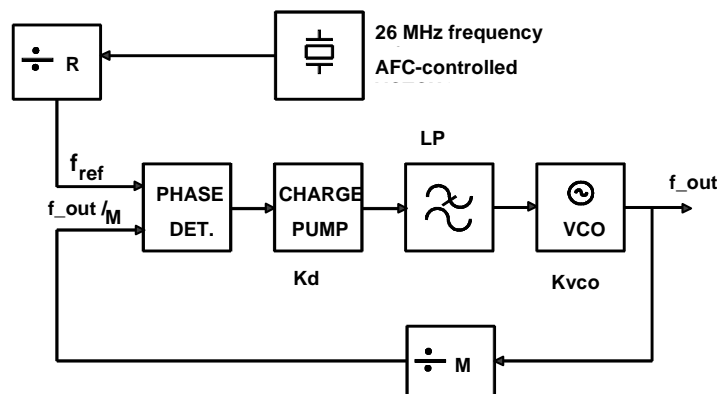 26 MHz frequency
AFC-controlled
÷ R
LP
f_ref
f_out /M
PHASE
DET.
CHARGE
PUMP
VCO
f_out
Kd
Kvco
÷ M